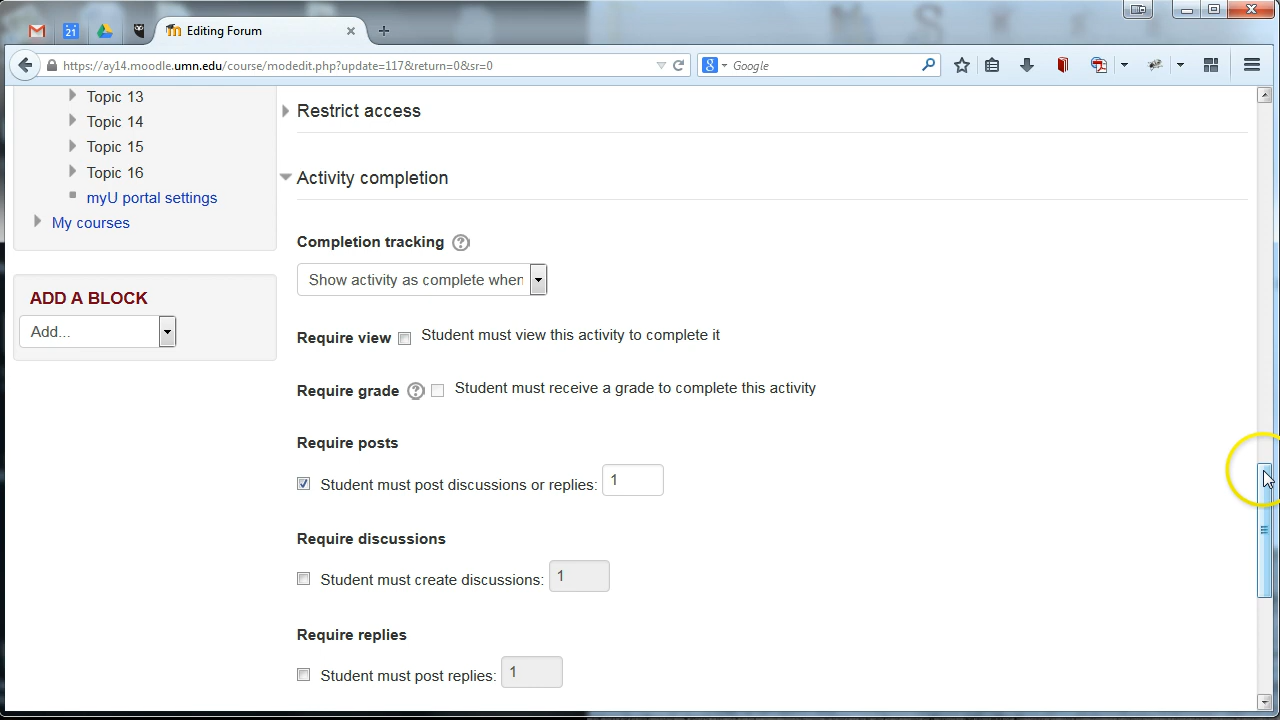 Editing Forum
https://ay14.moodle.umn.edu/course/modedit.php?update=117&return=0&sr=0
Google
Topic 13
Topic 14
Topic 15
Topic 16
myU portal settings
My courses
ADD A BLOCK
Add...
Restrict access
Activity completion
Completion tracking
Show activity as complete when
Require view Student must view this activity to complete it
Require grade Student must receive a grade to complete this activity
Require posts
Student must post discussions or replies: 1
Require discussions
Student must create discussions: 1
Require replies
Student must post replies: 1